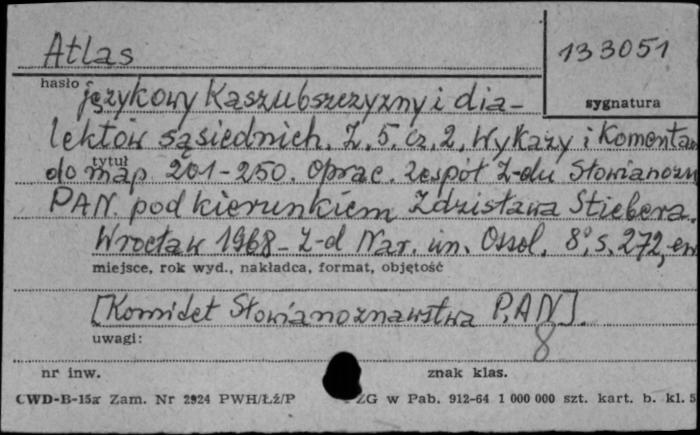 Atlas
133051
hasło
sygnatura
językowy Kaszubszczyzny i dia-
lektów sąsiednich. Z. 5. cz. 2. Wykazy i Komenta
tytuł
do map 201-250. Oprac. zespół Z-du Słowianozn
PAN. pod kierunkiem Zdzisława Stiebera.
Wrocław 1968 - Z-d Nar. im. Ossol. 8°, s. 272,
miejsce, rok wyd., nakładca, format, objętość
[Komitet Słowianoznawstwa PAN].
uwagi:
8
nr inw.
znak klas.
CWD-B-15a Zam. Nr 2924 PWH/Łż/P
ZG w Pab. 912-64 1 000 000 szt. kart. b. kl. 5